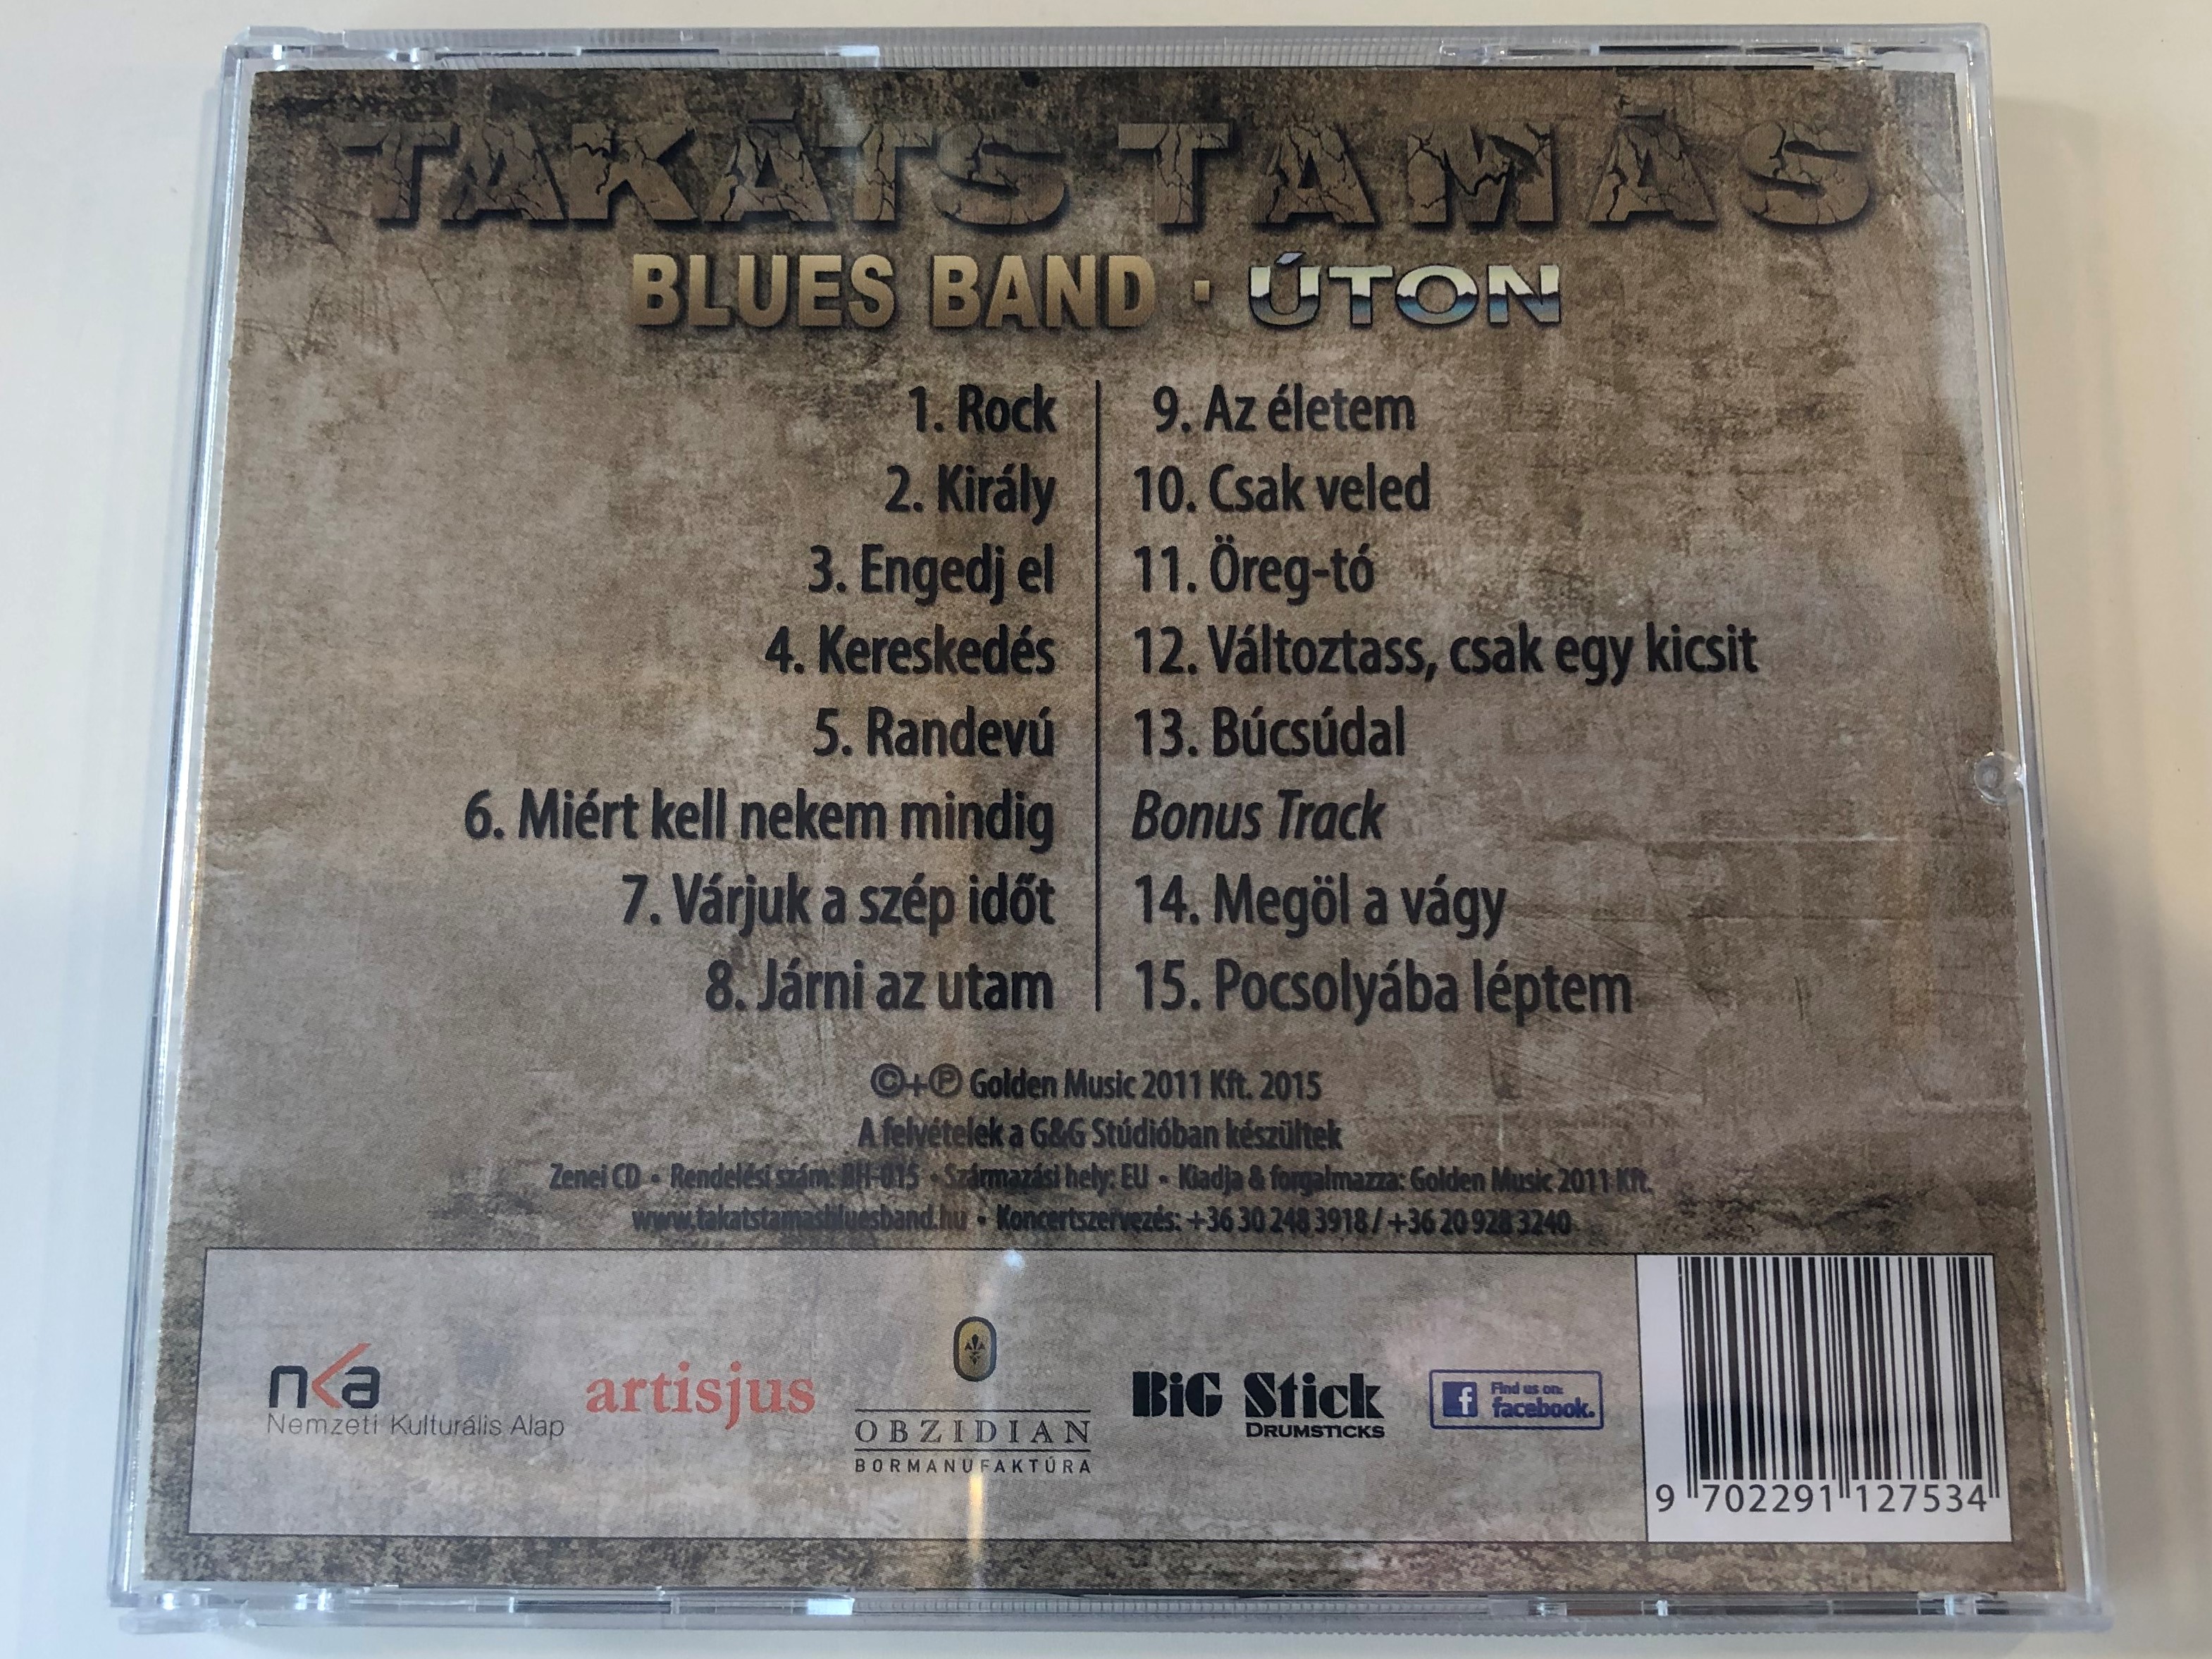 TAKÁTS TAMÁS
BLUES BAND · ÚTON
1. Rock
2. Király
3. Engedj el
4. Kereskedés
5. Randevú
6. Miért kell nekem mindig
7. Várjuk a szép időt
8. Járni az utam
9. Az életem
10. Csak veled
11. Öreg-tó
12. Változtass, csak egy kicsit
13. Búcsúdal
Bonus Track
14. Megöl a vágy
15. Pocsolyába léptem
©+℗ Golden Music 2011 Kft. 2015
A felvételek a G&G Stúdióban készültek
Zenei CD • Rendelési szám: BH-015 • Származási hely: EU • Kiadja & forgalmazza: Golden Music 2011 Kft.
www.takatstamasbluesband.hu • Koncertszervezés: +36 30 248 3918 / +36 20 928 3240
nka
Nemzeti Kulturális Alap
artisjus
OBZIDIAN
BORMANUFAKTÚRA
BiG Stick
DRUMSTICKS
f
Find us on:
facebook.
9 702291 127534